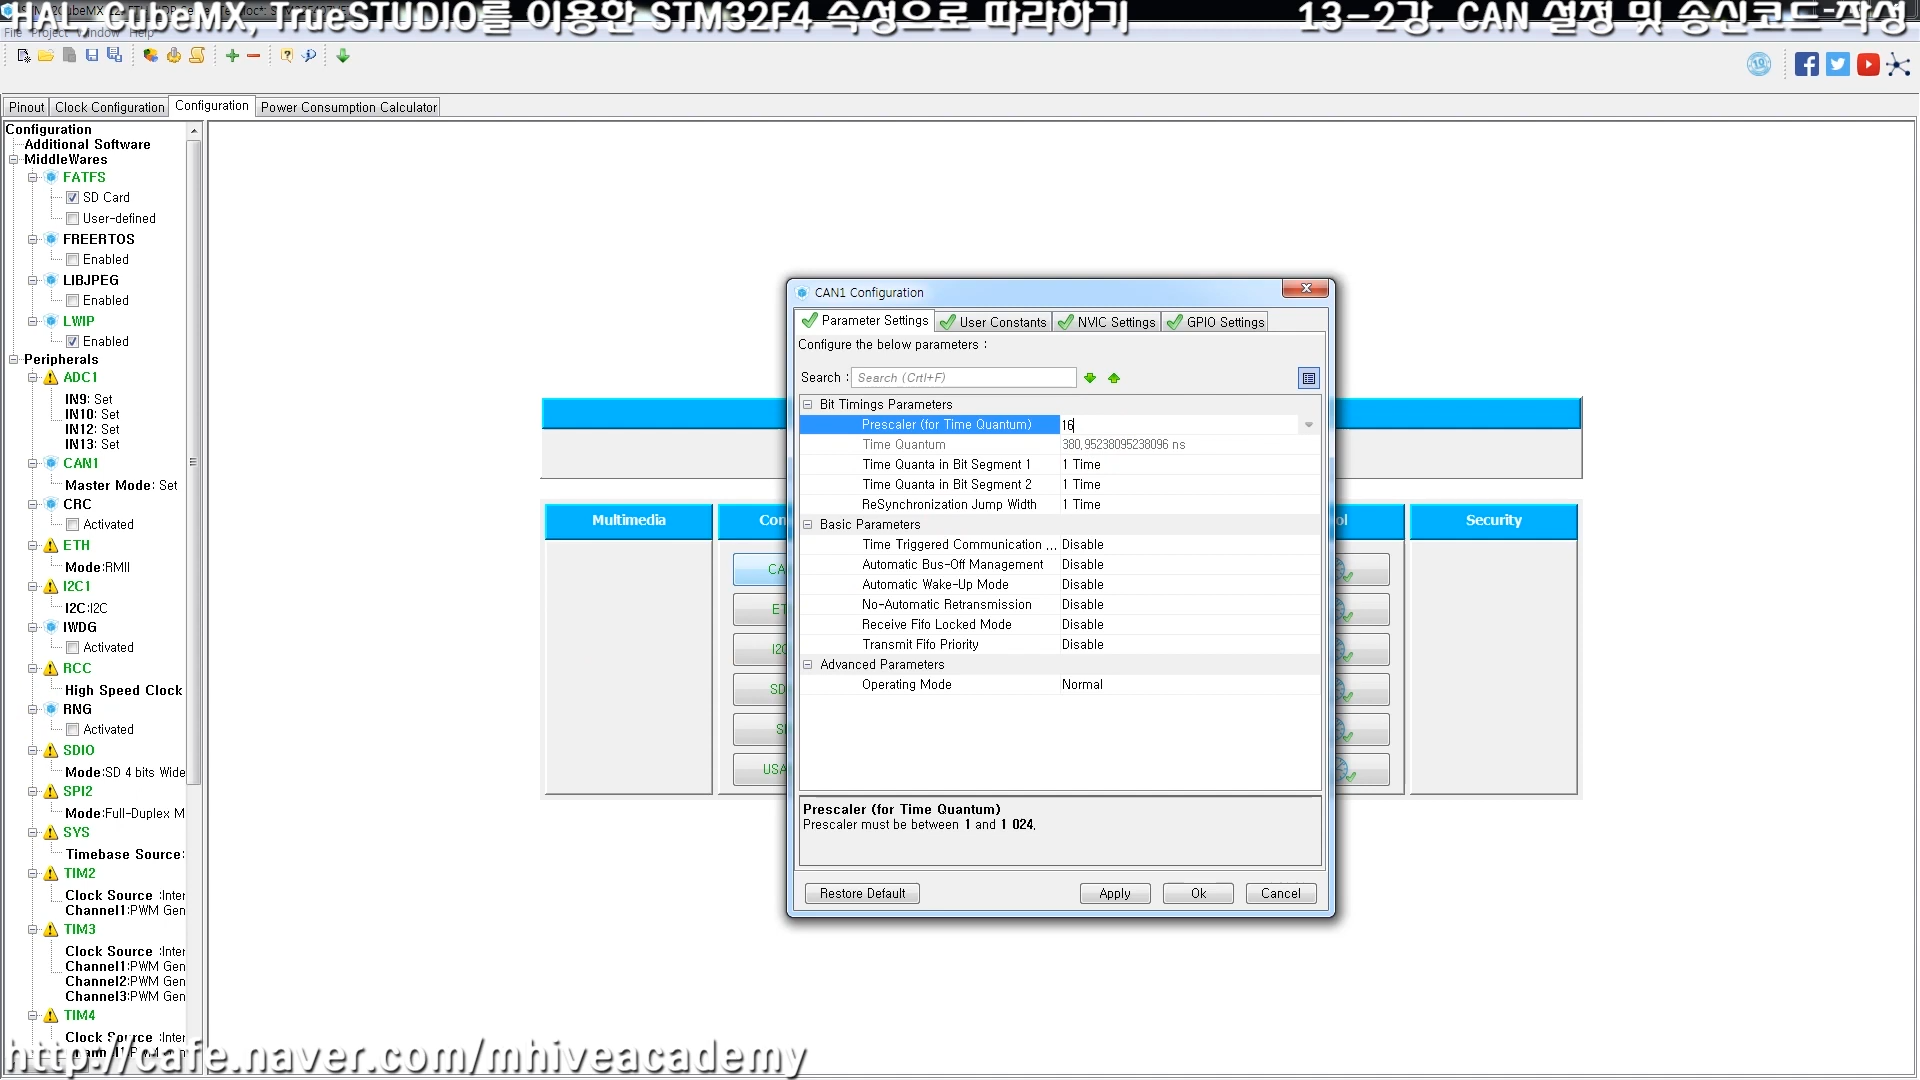 HAL, CubeMX, TrueSTUDIO를 이용한 STM32F4 속성으로 따라하기
13-2강. CAN 설정 및 송신코드 작성
File Project Window Help
Pinout
Clock Configuration
Configuration
Power Consumption Calculator
Configuration
Additional Software
MiddleWares
FATFS
SD Card
User-defined
FREERTOS
Enabled
LIBJPEG
Enabled
LWIP
Enabled
Peripherals
ADC1
IN9: Set
IN10: Set
IN12: Set
IN13: Set
CAN1
Master Mode: Set
CRC
Activated
ETH
Mode:RMII
I2C1
I2C:I2C
IWDG
Activated
RCC
High Speed Clock
RNG
Activated
SDIO
Mode:SD 4 bits Wide
SPI2
Mode:Full-Duplex M
SYS
Timebase Source:
TIM2
Clock Source :Inter
Channel1:PWM Gen
TIM3
Clock Source :Inter
Channel1:PWM Gen
Channel2:PWM Gen
Channel3:PWM Gen
TIM4
Clock Source :Inter
Multimedia
Con
CA
ET
I2C
SD
S
USA
ol
Security
CAN1 Configuration
Parameter Settings
User Constants
NVIC Settings
GPIO Settings
Configure the below parameters :
Search : Search (Crtl+F)
Bit Timings Parameters
Prescaler (for Time Quantum) 16
Time Quantum 380.95238095238096 ns
Time Quanta in Bit Segment 1 1 Time
Time Quanta in Bit Segment 2 1 Time
ReSynchronization Jump Width 1 Time
Basic Parameters
Time Triggered Communication ... Disable
Automatic Bus-Off Management Disable
Automatic Wake-Up Mode Disable
No-Automatic Retransmission Disable
Receive Fifo Locked Mode Disable
Transmit Fifo Priority Disable
Advanced Parameters
Operating Mode Normal
Prescaler (for Time Quantum)
Prescaler must be between 1 and 1 024.
Restore Default
Apply
Ok
Cancel
http://cafe.naver.com/mhiveacademy